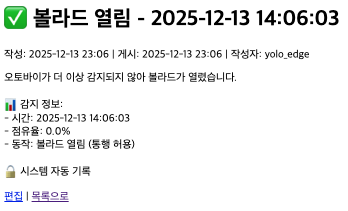 ✅ 볼라드 열림 - 2025-12-13 14:06:03
작성: 2025-12-13 23:06 | 게시: 2025-12-13 23:06 | 작성자: yolo_edge
오토바이가 더 이상 감지되지 않아 볼라드가 열렸습니다.
📊 감지 정보:
- 시간: 2025-12-13 14:06:03
- 점유율: 0.0%
- 동작: 볼라드 열림 (통행 허용)
🔒 시스템 자동 기록
편집 | 목록으로